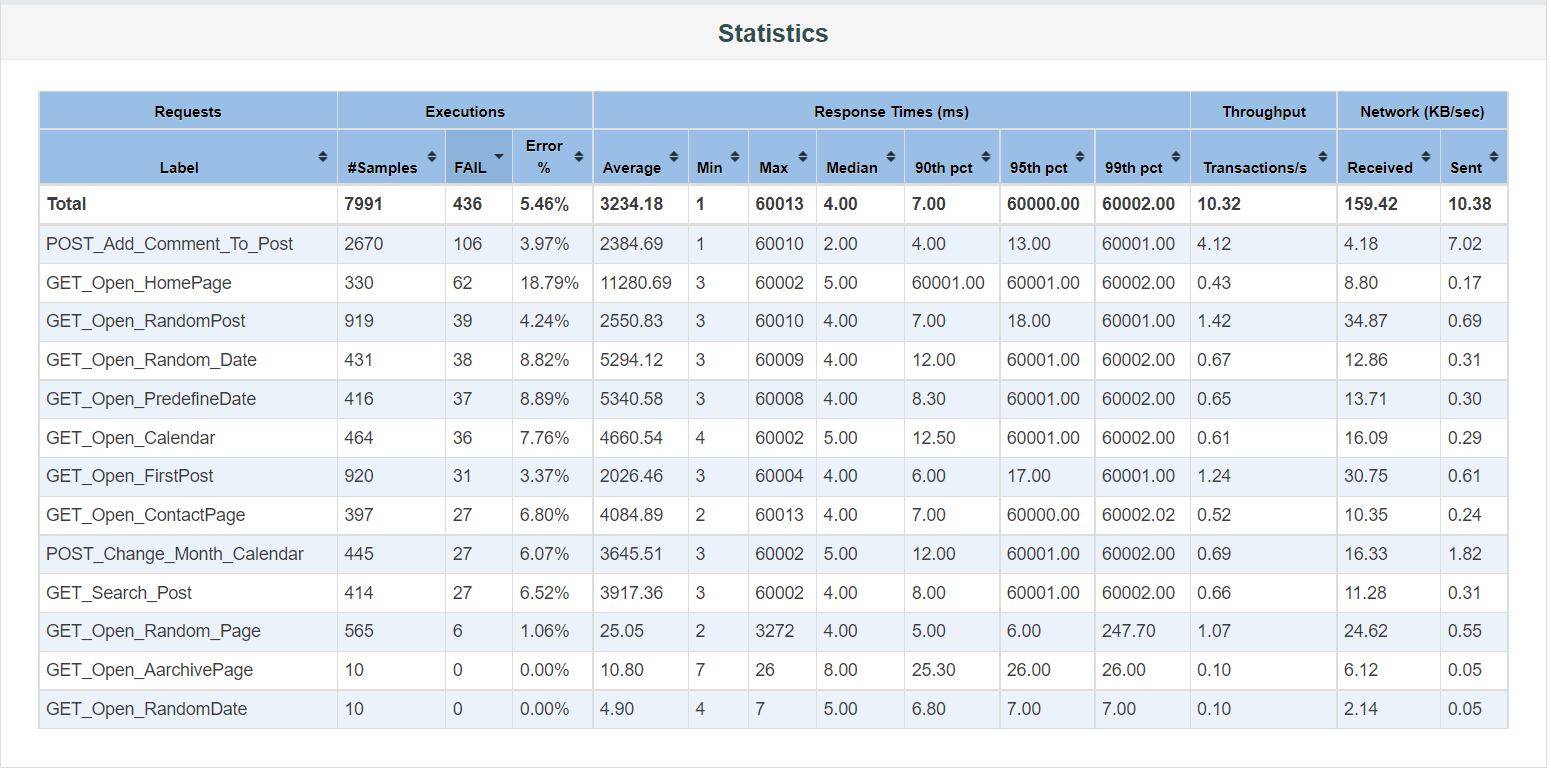 Statistics
Requests Executions Response Times (ms) Throughput Network (KB/sec)
Label #Samples FAIL Error % Average Min Max Median 90th pct 95th pct 99th pct Transactions/s Received Sent
Total 7991 436 5.46% 3234.18 1 60013 4.00 7.00 60000.00 60002.00 10.32 159.42 10.38
POST_Add_Comment_To_Post 2670 106 3.97% 2384.69 1 60010 2.00 4.00 13.00 60001.00 4.12 4.18 7.02
GET_Open_HomePage 330 62 18.79% 11280.69 3 60002 5.00 60001.00 60001.00 60002.00 0.43 8.80 0.17
GET_Open_RandomPost 919 39 4.24% 2550.83 3 60010 4.00 7.00 18.00 60001.00 1.42 34.87 0.69
GET_Open_Random_Date 431 38 8.82% 5294.12 3 60009 4.00 12.00 60001.00 60002.00 0.67 12.86 0.31
GET_Open_PredefineDate 416 37 8.89% 5340.58 3 60008 4.00 8.30 60001.00 60002.00 0.65 13.71 0.30
GET_Open_Calendar 464 36 7.76% 4660.54 4 60002 5.00 12.50 60001.00 60002.00 0.61 16.09 0.29
GET_Open_FirstPost 920 31 3.37% 2026.46 3 60004 4.00 6.00 17.00 60001.00 1.24 30.75 0.61
GET_Open_ContactPage 397 27 6.80% 4084.89 2 60013 4.00 7.00 60000.00 60002.02 0.52 10.35 0.24
POST_Change_Month_Calendar 445 27 6.07% 3645.51 3 60002 5.00 12.00 60001.00 60002.00 0.69 16.33 1.82
GET_Search_Post 414 27 6.52% 3917.36 3 60002 4.00 8.00 60001.00 60002.00 0.66 11.28 0.31
GET_Open_Random_Page 565 6 1.06% 25.05 2 3272 4.00 5.00 6.00 247.70 1.07 24.62 0.55
GET_Open_AarchivePage 10 0 0.00% 10.80 7 26 8.00 25.30 26.00 26.00 0.10 6.12 0.05
GET_Open_RandomDate 10 0 0.00% 4.90 4 7 5.00 6.80 7.00 7.00 0.10 2.14 0.05